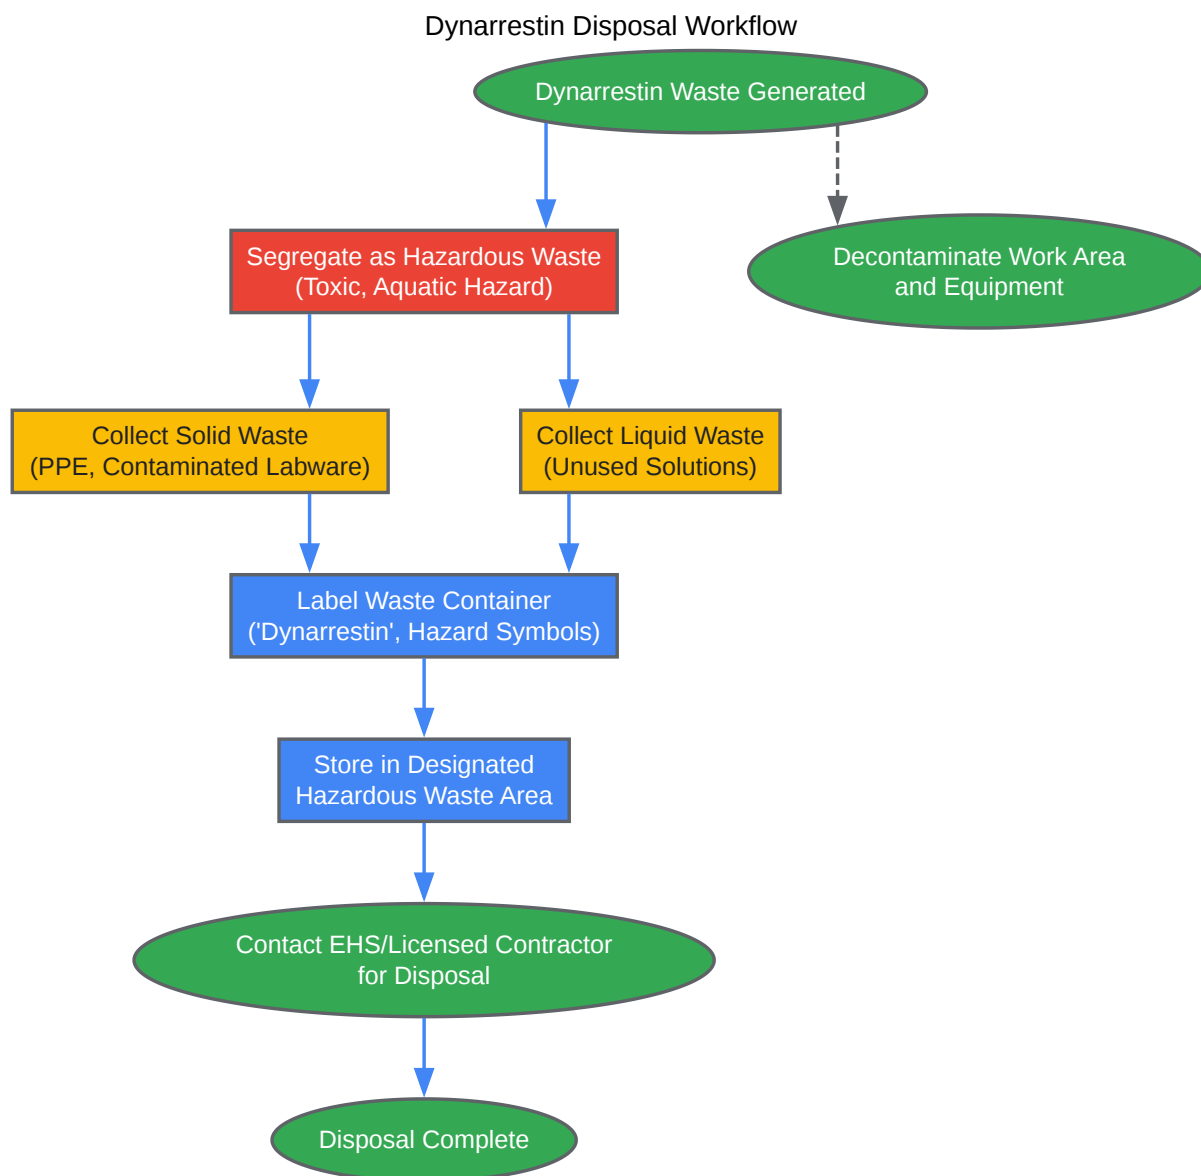 Dynarrestin Disposal Workflow
Dynarrestin Waste Generated
Segregate as Hazardous Waste
(Toxic, Aquatic Hazard)
Decontaminate Work Area
and Equipment
Collect Solid Waste
(PPE, Contaminated Labware)
Collect Liquid Waste
(Unused Solutions)
Label Waste Container
('Dynarrestin', Hazard Symbols)
Store in Designated
Hazardous Waste Area
Contact EHS/Licensed Contractor
for Disposal
Disposal Complete